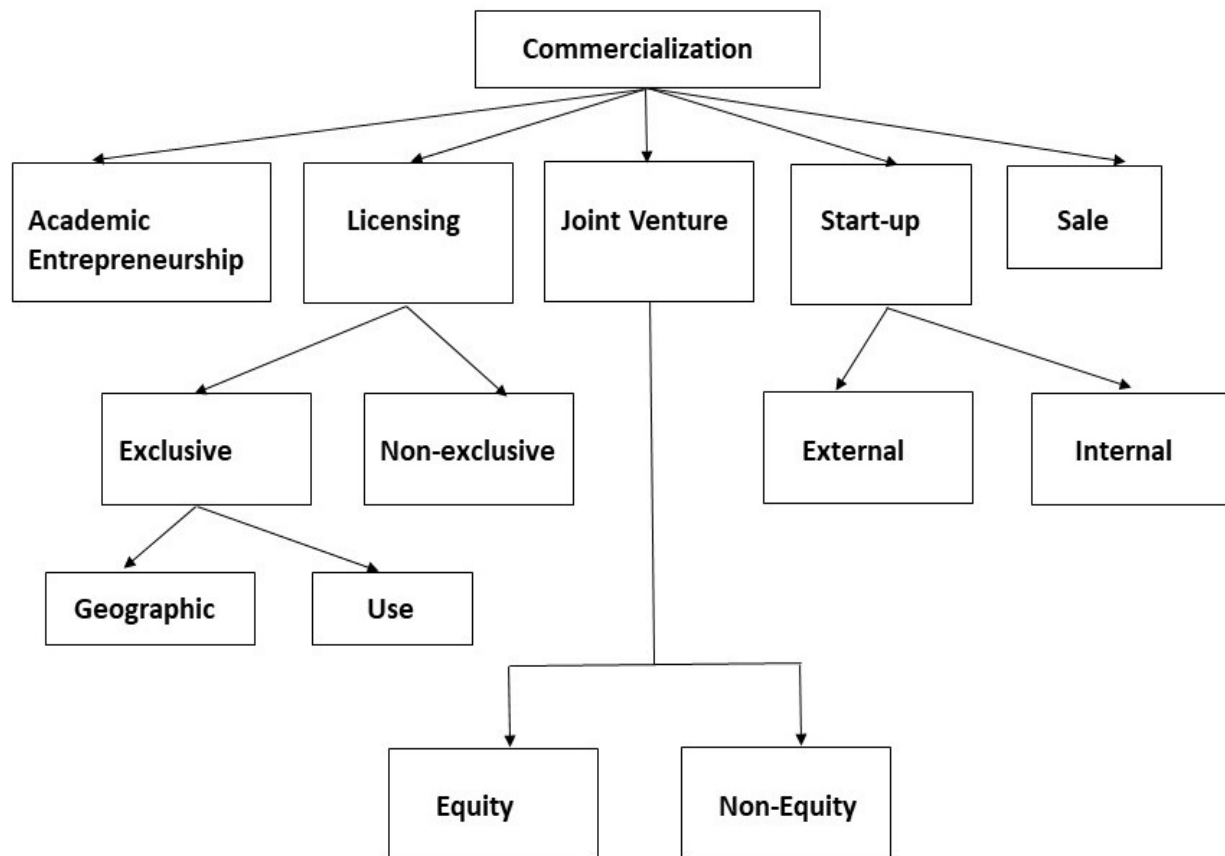 Commercialization
Academic
Entrepreneurship
Licensing
Joint Venture
Start-up
Sale
Exclusive
Non-exclusive
External
Internal
Geographic
Use
Equity
Non-Equity